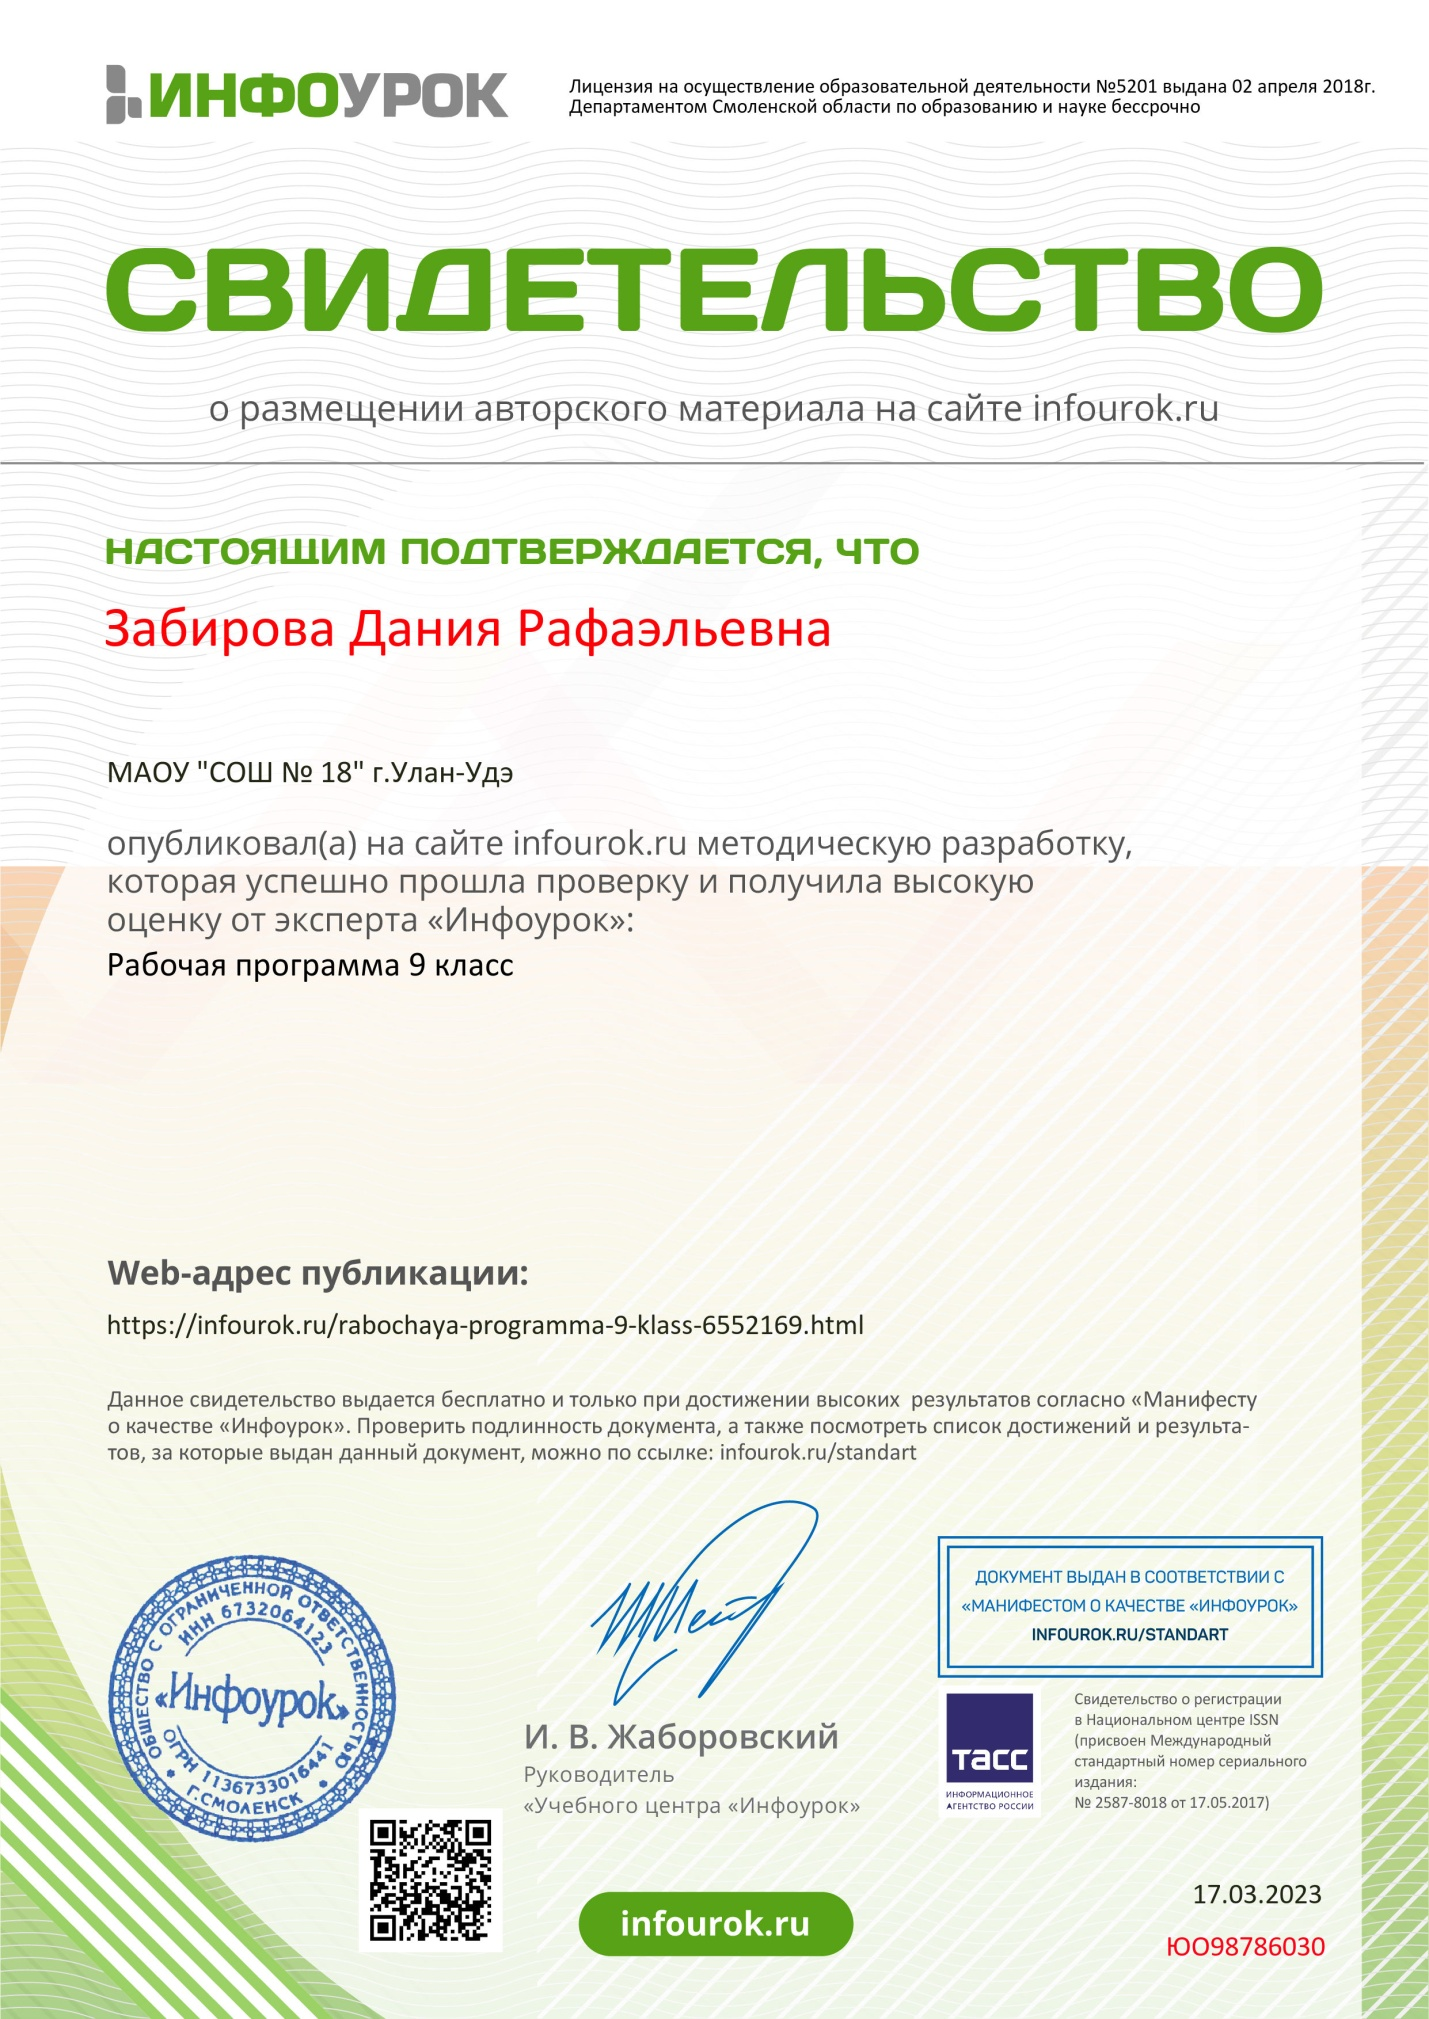 ИНФОУРОК
Лицензия на осуществление образовательной деятельности №5201 выдана 02 апреля 2018г.
Департаментом Смоленской области по образованию и науке бессрочно
СВИДЕТЕЛЬСТВО
о размещении авторского материала на сайте infourok.ru
НАСТОЯЩИМ ПОДТВЕРЖДАЕТСЯ, ЧТО
Забирова Дания Рафаэльевна
МАОУ "СОШ № 18" г.Улан-Удэ
опубликовал(а) на сайте infourok.ru методическую разработку,
которая успешно прошла проверку и получила высокую
оценку от эксперта «Инфоурок»:
Рабочая программа 9 класс
Web-адрес публикации:
https://infourok.ru/rabochaya-programma-9-klass-6552169.html
Данное свидетельство выдается бесплатно и только при достижении высоких  результатов согласно «Манифесту
о качестве «Инфоурок». Проверить подлинность документа, а также посмотреть список достижений и результа-
тов, за которые выдан данный документ, можно по ссылке: infourok.ru/standart
ОБЩЕСТВО С ОГРАНИЧЕННОЙ ОТВЕТСТВЕННОСТЬЮ
ИНН 6732064123
«Инфоурок»
ОГРН 1136733016441
Г.СМОЛЕНСК
И. В. Жаборовский
Руководитель
«Учебного центра «Инфоурок»
ДОКУМЕНТ ВЫДАН В СООТВЕТСТВИИ С
«МАНИФЕСТОМ О КАЧЕСТВЕ «ИНФОУРОК»
INFOUROK.RU/STANDART
ТАСС
ИНФОРМАЦИОННОЕ
АГЕНТСТВО РОССИИ
Свидетельство о регистрации
в Национальном центре ISSN
(присвоен Международный
стандартный номер сериального
издания:
№ 2587-8018 от 17.05.2017)
infourok.ru
17.03.2023
ЮО98786030